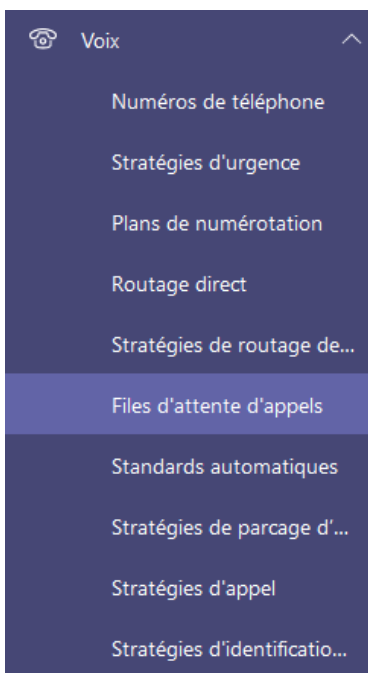 Voix
Numéros de téléphone
Stratégies d'urgence
Plans de numérotation
Routage direct
Stratégies de routage de...
Files d'attente d'appels
Standards automatiques
Stratégies de parcage d'...
Stratégies d'appel
Stratégies d'identificatio...